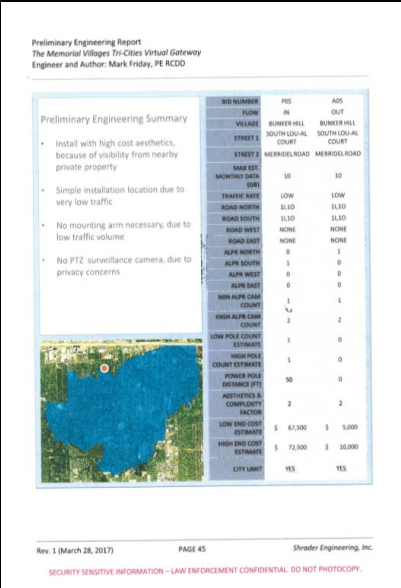 Preliminary Engineering Report
The Memorial Villages Tri-Cities Virtual Gateway
Engineer and Author: Mark Friday, PE RCDD
Preliminary Engineering Summary
• Install with high cost aesthetics,
because of visibility from nearby
private property
• Simple installation location due to
very low traffic
• No mounting arm necessary, due to
low traffic volume
• No PTZ surveillance camera, due to
privacy concerns
BID NUMBER P05 A05
FLOW IN OUT
VILLAGE BUNKER HILL BUNKER HILL
STREET 1 SOUTH LOU-AL COURT SOUTH LOU-AL COURT
STREET 2 MERRIDEL ROAD MERRIDEL ROAD
MAX EST.
MONTHLY DATA 10 10
(GB)
TRAFFIC RATE LOW LOW
ROAD NORTH 1L1O 1L1O
ROAD SOUTH 1L1O 1L1O
ROAD WEST NONE NONE
ROAD EAST NONE NONE
ALPR NORTH 0 1
ALPR SOUTH 1 0
ALPR WEST 0 0
ALPR EAST 0 0
MIN ALPR CAM
COUNT 1 1
HIGH ALPR CAM
COUNT 2 2
LOW POLE COUNT
ESTIMATE 1 0
HIGH POLE
COUNT ESTIMATE 1 0
POWER POLE
DISTANCE (FT) 50 0
AESTHETICS &
COMPLEXITY 2 2
FACTOR
LOW END COST
ESTIMATE $ 67,500 $ 5,000
HIGH END COST
ESTIMATE $ 72,500 $ 10,000
CITY LIMIT YES YES
Rev. 1 (March 28, 2017) PAGE 45 Shrader Engineering, Inc.
SECURITY SENSITIVE INFORMATION – LAW ENFORCEMENT CONFIDENTIAL. DO NOT PHOTOCOPY.